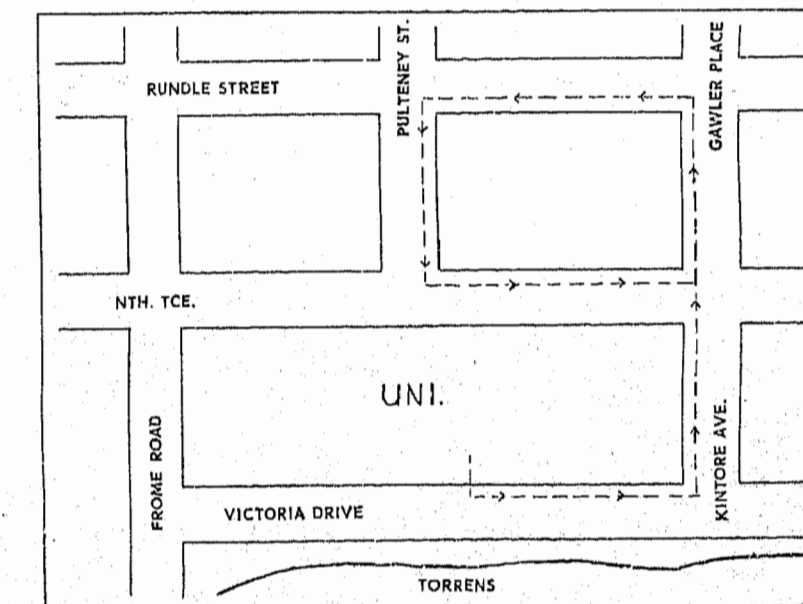 PULTENEY ST.
GAWLER PLACE
RUNDLE STREET
NTH. TCE.
UNI.
FROME ROAD
KINTORE AVE.
VICTORIA DRIVE
TORRENS